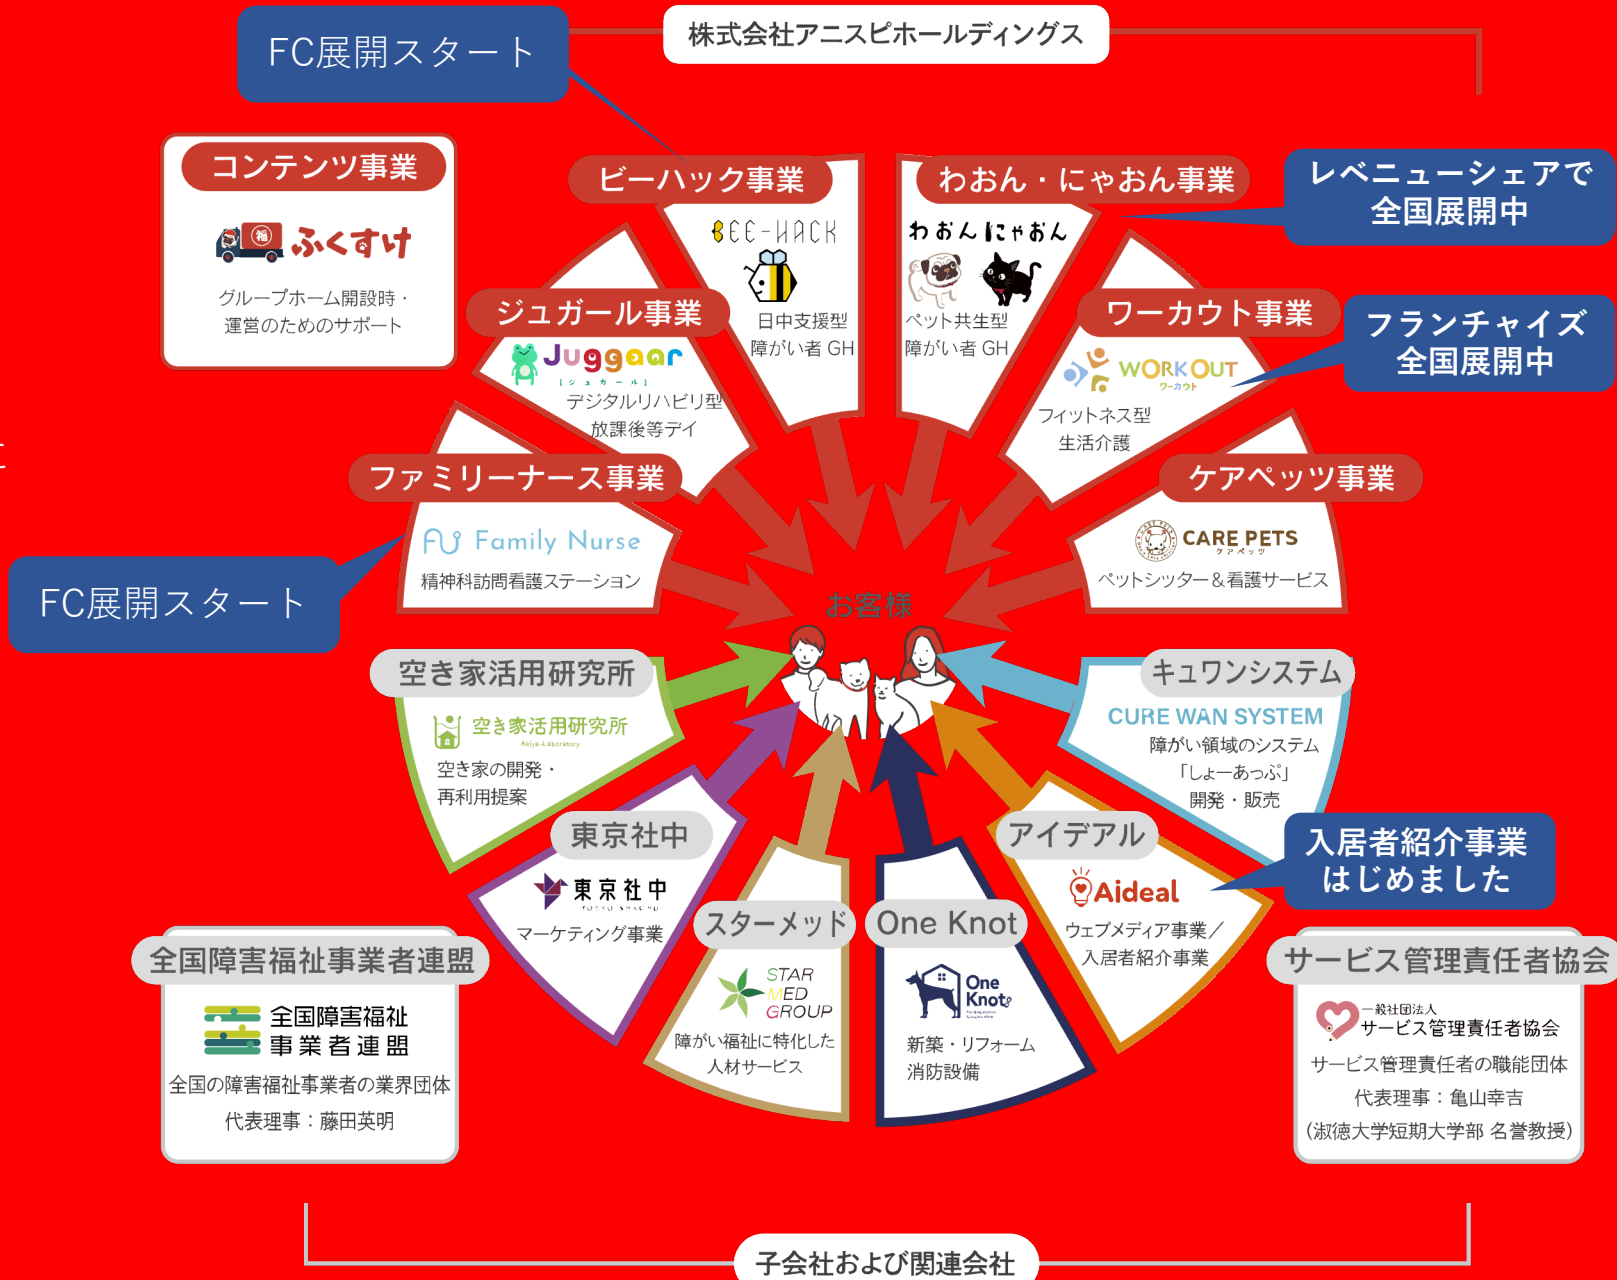 株式会社アニスピホールディングス
FC展開スタート
コンテンツ事業
福
ふくすけ
グループホーム開設時・
運営のためのサポート
ビーハック事業
BEE-HACK
日中支援型
障がい者 GH
わおん・にゃおん事業
わおん にゃおん
ペット共生型
障がい者 GH
レベニューシェアで
全国展開中
ジュガール事業
Juggaar
[ジュガール]
デジタルリハビリ型
放課後等デイ
ワーカウト事業
WORK OUT
ワーカウト
フィットネス型
生活介護
フランチャイズ
全国展開中
ファミリーナース事業
Family Nurse
精神科訪問看護ステーション
FC展開スタート
ケアペッツ事業
CARE PETS
ケアペッツ
ペットシッター＆看護サービス
お客様
空き家活用研究所
空き家活用研究所
Akiya-Laboratory
空き家の開発・
再利用提案
キュワンシステム
CURE WAN SYSTEM
障がい領域のシステム
「しょーあっぷ」
開発・販売
東京社中
東京社中
TOKYO SHACHU
マーケティング事業
アイデアル
Aideal
ウェブメディア事業／
入居者紹介事業
入居者紹介事業
はじめました
スターメッド
STAR
MED
GROUP
障がい福祉に特化した
人材サービス
One Knot
One
Knot
新築・リフォーム
消防設備
全国障害福祉事業者連盟
全国障害福祉
事業者連盟
全国の障害福祉事業者の業界団体
代表理事：藤田英明
サービス管理責任者協会
一般社団法人
サービス管理責任者協会
サービス管理責任者の職能団体
代表理事：亀山幸吉
(淑徳大学短期大学部 名誉教授)
子会社および関連会社